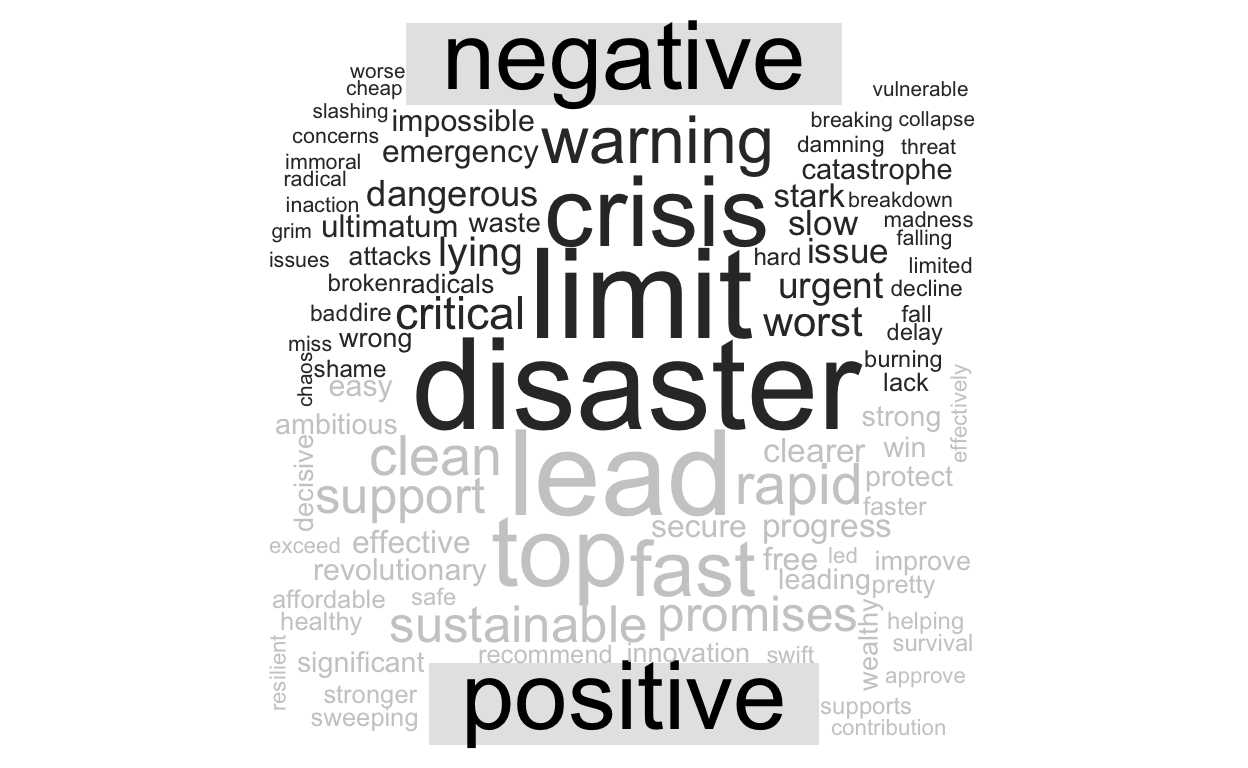 negative
worse
cheap
vulnerable
slashing
impossible
warning
breaking collapse
concerns
emergency
damning threat
immoral
catastrophe
radical
dangerous
crisis
stark breakdown
inaction
ultimatum waste
slow madness
grim
falling
issues
attacks lying
limit
hard issue
limited
broken radicals
urgent decline
bad dire critical
worst
fall
delay
miss wrong
disaster
burning
chaos
shame
lack
easy
effectively
ambitious
strong
clean
lead
clearer win
decisive
support
rapid
protect
faster
secure progress
exceed effective
top
fast
free led improve
revolutionary
leading pretty
affordable safe
healthy
sustainable
promises
wealthy
helping
survival
resilient
significant
recommend innovation swift
approve
stronger
positive
supports
sweeping
contribution